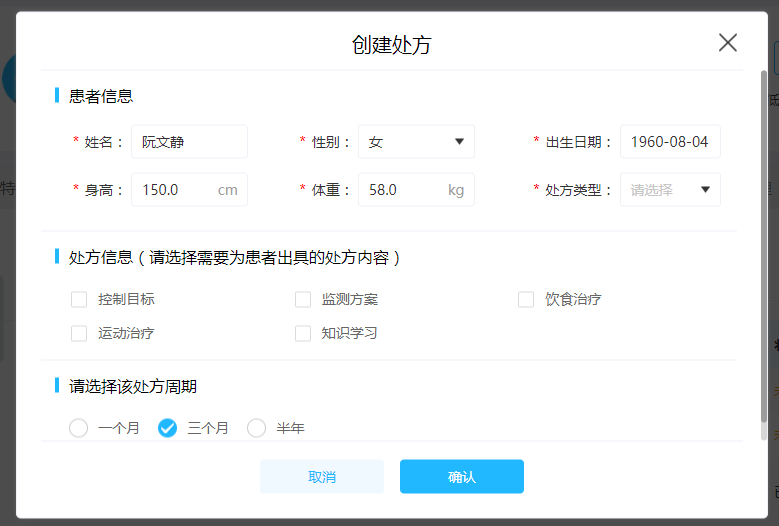 创建处方
患者信息
* 姓名： 阮文静 * 性别： 女 * 出生日期： 1960-08-04
* 身高： 150.0 cm * 体重： 58.0 kg * 处方类型： 请选择
处方信息（请选择需要为患者出具的处方内容）
控制目标 监测方案 饮食治疗
运动治疗 知识学习
请选择该处方周期
一个月 三个月 半年
取消 确认